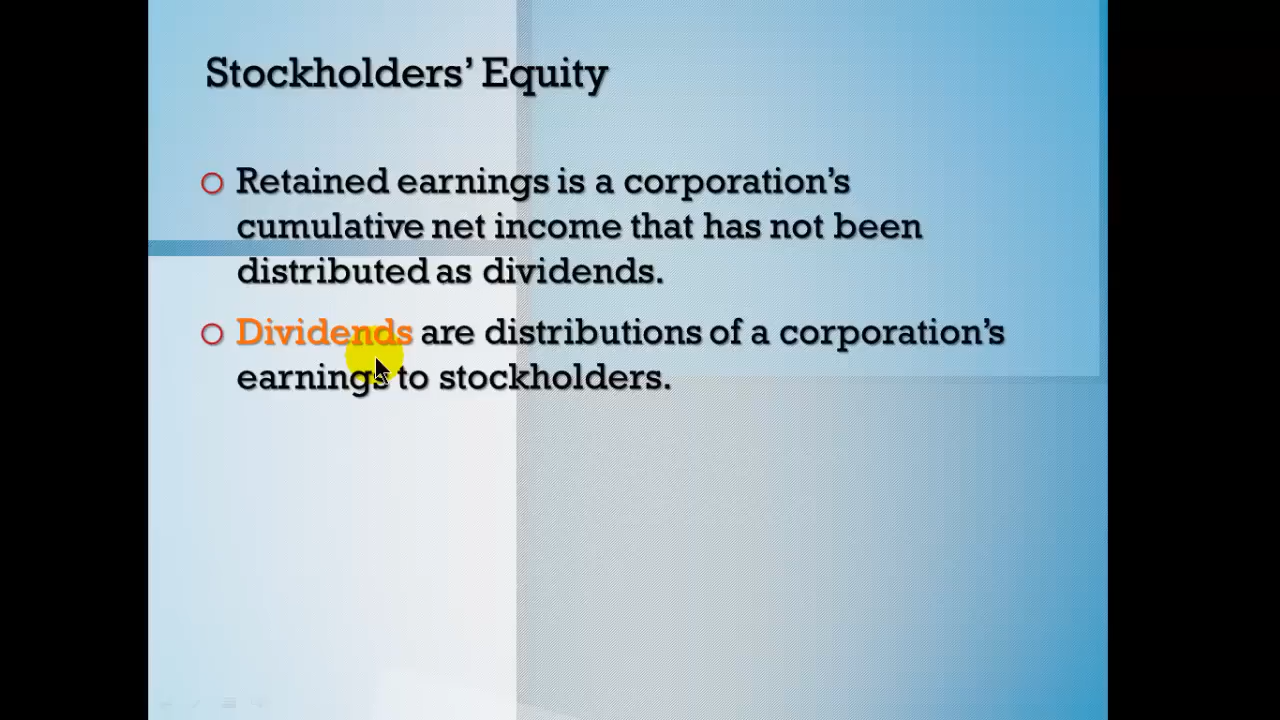 Stockholders’ Equity
Retained earnings is a corporation’s
cumulative net income that has not been
distributed as dividends.
Dividends are distributions of a corporation’s
earnings to stockholders.